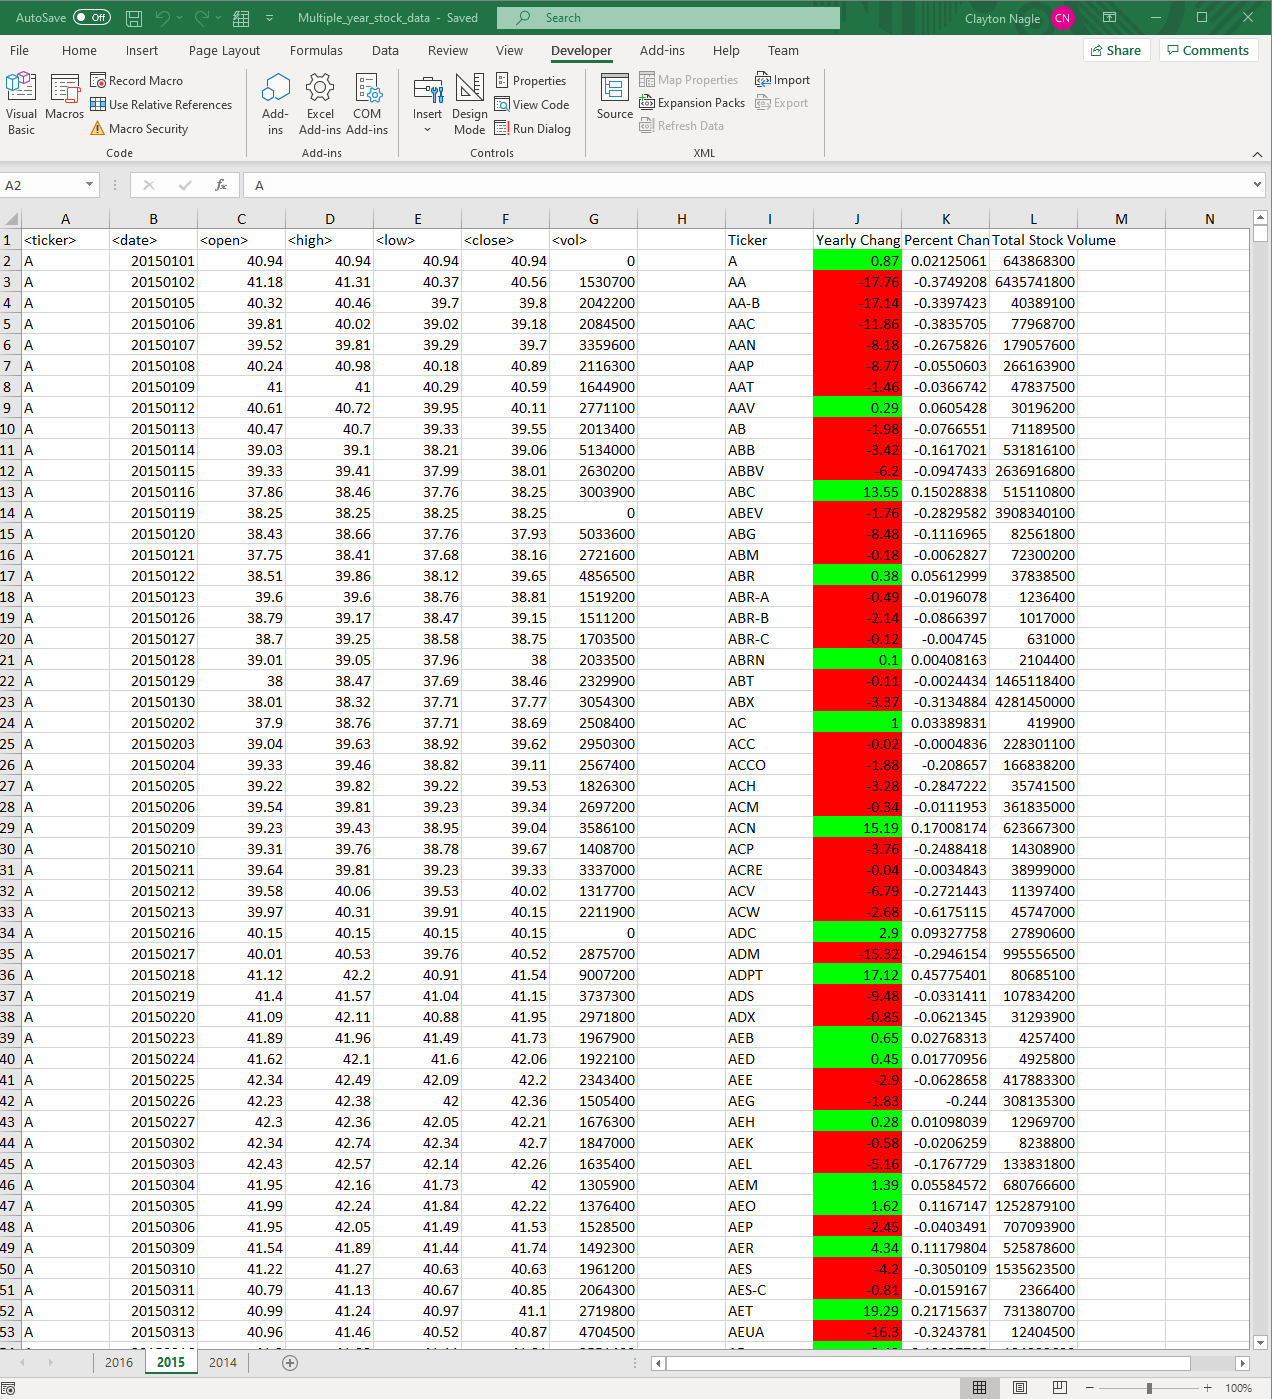 AutoSave Off Multiple_year_stock_data - Saved Search Clayton Nagle CN
File Home Insert Page Layout Formulas Data Review View Developer Add-ins Help Team Share Comments
Visual Basic Macros Record Macro Use Relative References Macro Security Add-ins Excel Add-ins COM Add-ins Insert Design Mode Properties View Code Run Dialog Source Map Properties Expansion Packs Refresh Data Import Export
Code Add-ins Controls XML
A2 fx A
A B C D E F G H I J K L M N
1 <ticker> <date> <open> <high> <low> <close> <vol> Ticker Yearly Chang Percent Chan Total Stock Volume
2 A 20150101 40.94 40.94 40.94 40.94 0 A 0.87 0.02125061 643868300
3 A 20150102 41.18 41.31 40.37 40.56 1530700 AA -17.76 -0.3749208 6435741800
4 A 20150105 40.32 40.46 39.7 39.8 2042200 AA-B -17.14 -0.3397423 40389100
5 A 20150106 39.81 40.02 39.02 39.18 2084500 AAC -11.86 -0.3835705 77968700
6 A 20150107 39.52 39.81 39.29 39.7 3359600 AAN -8.18 -0.2675826 179057600
7 A 20150108 40.24 40.98 40.18 40.89 2116300 AAP -8.77 -0.0550603 266163900
8 A 20150109 41 41 40.29 40.59 1644900 AAT -1.46 -0.0366742 47837500
9 A 20150112 40.61 40.72 39.95 40.11 2771100 AAV 0.29 0.0605428 30196200
10 A 20150113 40.47 40.7 39.33 39.55 2013400 AB -1.98 -0.0766551 71189500
11 A 20150114 39.03 39.1 38.21 39.06 5134000 ABB -3.42 -0.1617021 531816100
12 A 20150115 39.33 39.41 37.99 38.01 2630200 ABBV -6.2 -0.0947433 2636916800
13 A 20150116 37.86 38.46 37.76 38.25 3003900 ABC 13.55 0.15028838 515110800
14 A 20150119 38.25 38.25 38.25 38.25 0 ABEV -1.76 -0.2829582 3908340100
15 A 20150120 38.43 38.66 37.76 37.93 5033600 ABG -8.48 -0.1116965 82561800
16 A 20150121 37.75 38.41 37.68 38.16 2721600 ABM -0.18 -0.0062827 72300200
17 A 20150122 38.51 39.86 38.12 39.65 4856500 ABR 0.38 0.05612999 37838500
18 A 20150123 39.6 39.6 38.76 38.81 1519200 ABR-A -0.49 -0.0196078 1236400
19 A 20150126 38.79 39.17 38.47 39.15 1511200 ABR-B -2.14 -0.0866397 1017000
20 A 20150127 38.7 39.25 38.58 38.75 1703500 ABR-C -0.12 -0.004745 631000
21 A 20150128 39.01 39.05 37.96 38 2033500 ABRN 0.1 0.00408163 2104400
22 A 20150129 38 38.47 37.69 38.46 2329900 ABT -0.11 -0.0024434 1465118400
23 A 20150130 38.01 38.32 37.71 37.77 3054300 ABX -3.37 -0.3134884 4281450000
24 A 20150202 37.9 38.76 37.71 38.69 2508400 AC 1 0.03389831 419900
25 A 20150203 39.04 39.63 38.92 39.62 2950300 ACC -0.02 -0.0004836 228301100
26 A 20150204 39.33 39.46 38.82 39.11 2567400 ACCO -1.88 -0.208657 166838200
27 A 20150205 39.22 39.82 39.22 39.53 1826300 ACH -3.28 -0.2847222 35741500
28 A 20150206 39.54 39.81 39.23 39.34 2697200 ACM -0.34 -0.0111953 361835000
29 A 20150209 39.23 39.43 38.95 39.04 3586100 ACN 15.19 0.17008174 623667300
30 A 20150210 39.31 39.76 38.78 39.67 1408700 ACP -3.76 -0.2488418 14308900
31 A 20150211 39.64 39.81 39.23 39.33 3337000 ACRE -0.04 -0.0034843 38999000
32 A 20150212 39.58 40.06 39.53 40.02 1317700 ACV -6.79 -0.2721443 11397400
33 A 20150213 39.97 40.31 39.91 40.15 2211900 ACW -2.68 -0.6175115 45747000
34 A 20150216 40.15 40.15 40.15 40.15 0 ADC 2.9 0.09327758 27890600
35 A 20150217 40.01 40.53 39.76 40.52 2875700 ADM -15.32 -0.2946154 995556500
36 A 20150218 41.12 42.2 40.91 41.54 9007200 ADPT 17.12 0.45775401 80685100
37 A 20150219 41.4 41.57 41.04 41.15 3737300 ADS -9.48 -0.0331411 107834200
38 A 20150220 41.09 42.11 40.88 41.95 2971800 ADX -0.85 -0.0621345 31293900
39 A 20150223 41.89 41.96 41.49 41.73 1967900 AEB 0.65 0.02768313 4257400
40 A 20150224 41.62 42.1 41.6 42.06 1922100 AED 0.45 0.01770956 4925800
41 A 20150225 42.34 42.49 42.09 42.2 2343400 AEE -2.9 -0.0628658 417883300
42 A 20150226 42.23 42.38 42 42.36 1505400 AEG -1.83 -0.244 308135300
43 A 20150227 42.3 42.36 42.05 42.21 1676300 AEH 0.28 0.01098039 12969700
44 A 20150302 42.34 42.74 42.34 42.7 1847000 AEK -0.58 -0.0206259 8238800
45 A 20150303 42.43 42.57 42.14 42.26 1635400 AEL -5.16 -0.1767729 133831800
46 A 20150304 41.95 42.16 41.73 42 1305900 AEM 1.39 0.05584572 680766600
47 A 20150305 41.99 42.24 41.84 42.22 1376400 AEO 1.62 0.1167147 1252879100
48 A 20150306 41.95 42.05 41.49 41.53 1528500 AEP -2.45 -0.0403491 707093900
49 A 20150309 41.54 41.89 41.44 41.74 1492300 AER 4.34 0.11179804 525878600
50 A 20150310 41.22 41.27 40.63 40.63 1961200 AES -4.2 -0.3050109 1535623500
51 A 20150311 40.79 41.13 40.67 40.85 2064300 AES-C -0.81 -0.0159167 2366400
52 A 20150312 40.99 41.24 40.97 41.1 2719800 AET 19.29 0.21715637 731380700
53 A 20150313 40.96 41.46 40.52 40.87 4704500 AEUA -16.3 -0.3243781 12404500
2016 2015 2014
100%